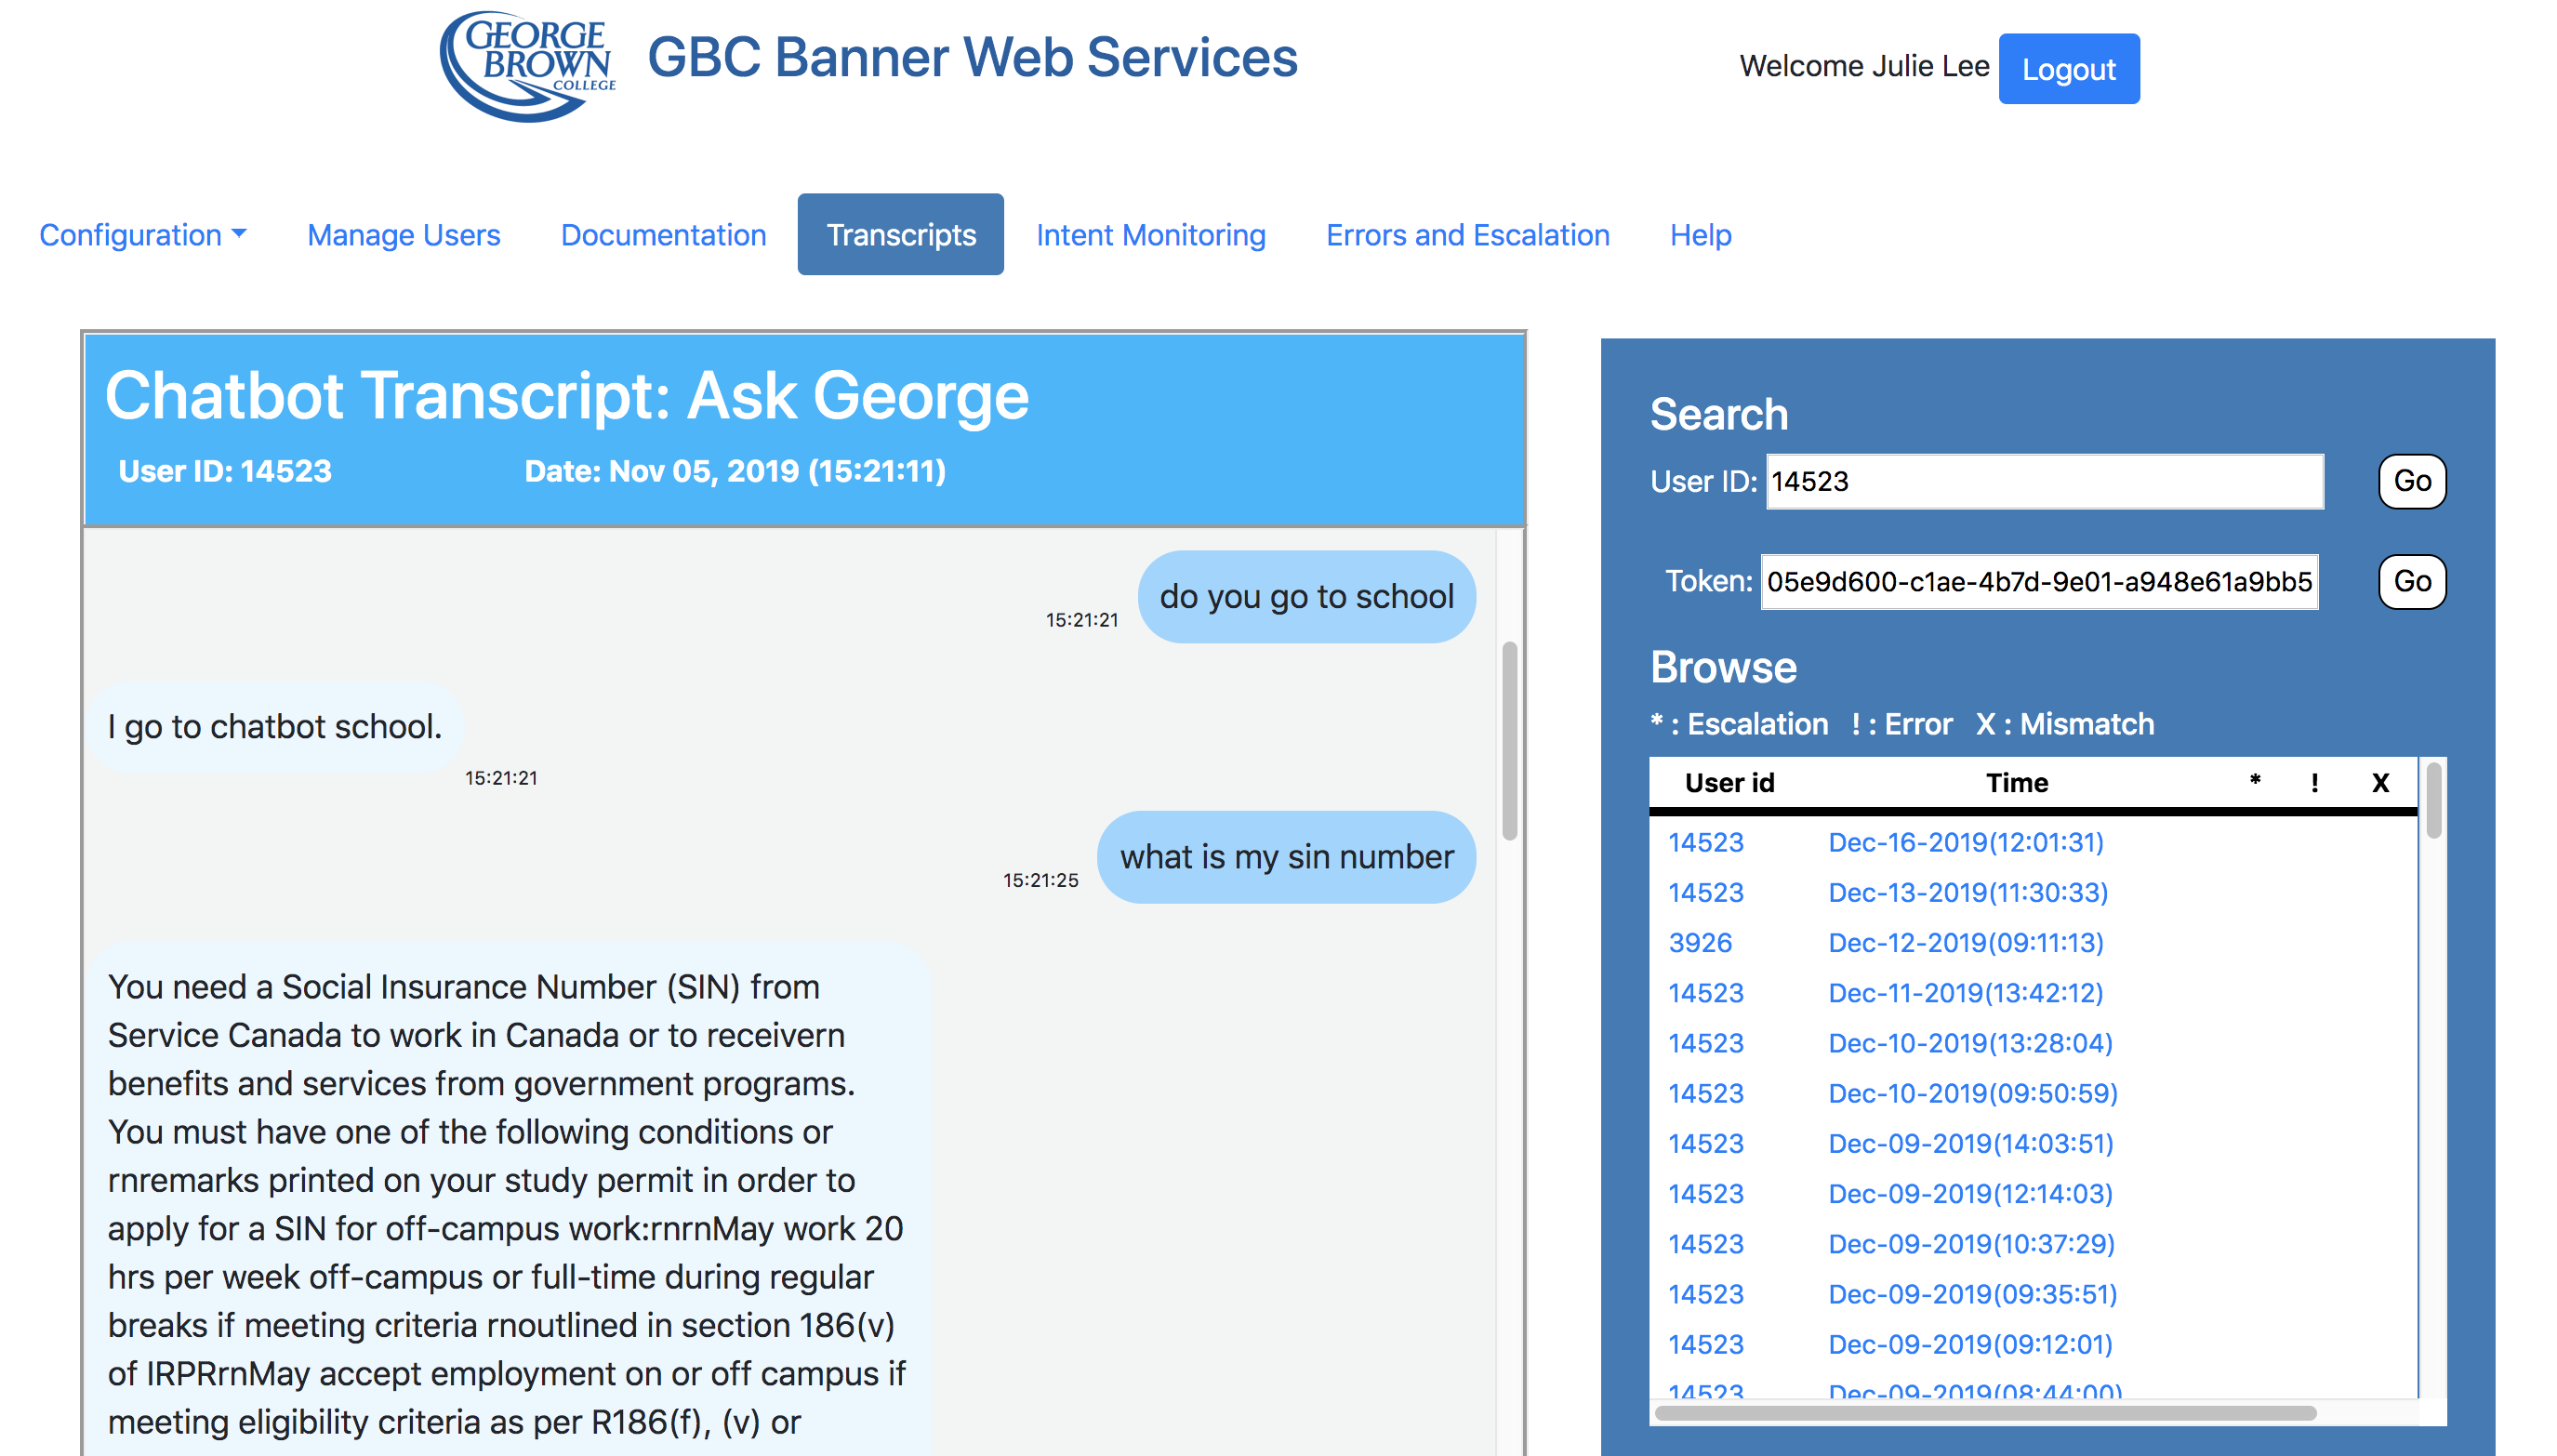 GEORGE
BROWN
COLLEGE
GBC Banner Web Services
Welcome Julie Lee
Logout
Configuration
Manage Users
Documentation
Transcripts
Intent Monitoring
Errors and Escalation
Help
Chatbot Transcript: Ask George
User ID: 14523
Date: Nov 05, 2019 (15:21:11)
do you go to school
15:21:21
I go to chatbot school.
15:21:21
what is my sin number
15:21:25
You need a Social Insurance Number (SIN) from
Service Canada to work in Canada or to receivern
benefits and services from government programs.
You must have one of the following conditions or
rnremarks printed on your study permit in order to
apply for a SIN for off-campus work:rnrnMay work 20
hrs per week off-campus or full-time during regular
breaks if meeting criteria rnoutlined in section 186(v)
of IRPRrnMay accept employment on or off campus if
meeting eligibility criteria as per R186(f), (v) or
Search
User ID: 14523 Go
Token: 05e9d600-c1ae-4b7d-9e01-a948e61a9bb5 Go
Browse
* : Escalation ! : Error X : Mismatch
User id Time * ! X
14523 Dec-16-2019(12:01:31)
14523 Dec-13-2019(11:30:33)
3926 Dec-12-2019(09:11:13)
14523 Dec-11-2019(13:42:12)
14523 Dec-10-2019(13:28:04)
14523 Dec-10-2019(09:50:59)
14523 Dec-09-2019(14:03:51)
14523 Dec-09-2019(12:14:03)
14523 Dec-09-2019(10:37:29)
14523 Dec-09-2019(09:35:51)
14523 Dec-09-2019(09:12:01)
14523 Dec-09-2019(08:44:00)